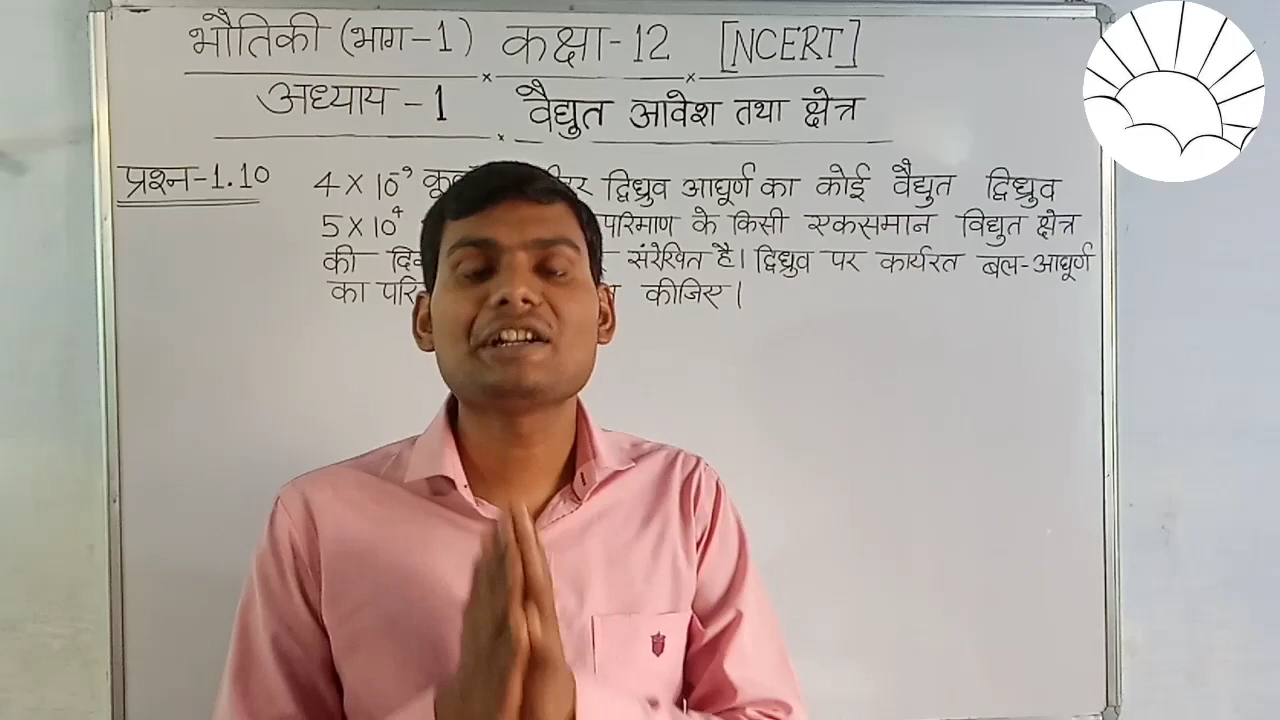 भौतिकी (भाग-1) कक्षा-12 [NCERT]
अध्याय - 1 वैद्युत आवेश तथा क्षेत्र
प्रश्न-1.10 4 X 10⁻⁹ द्विध्रुव आघूर्ण का कोई वैद्युत द्विध्रुव
5 X 10⁴ परिमाण के किसी एकसमान विद्युत क्षेत्र
की संरेखित है। द्विध्रुव पर कार्यरत बल-आघूर्ण
का कीजिए।